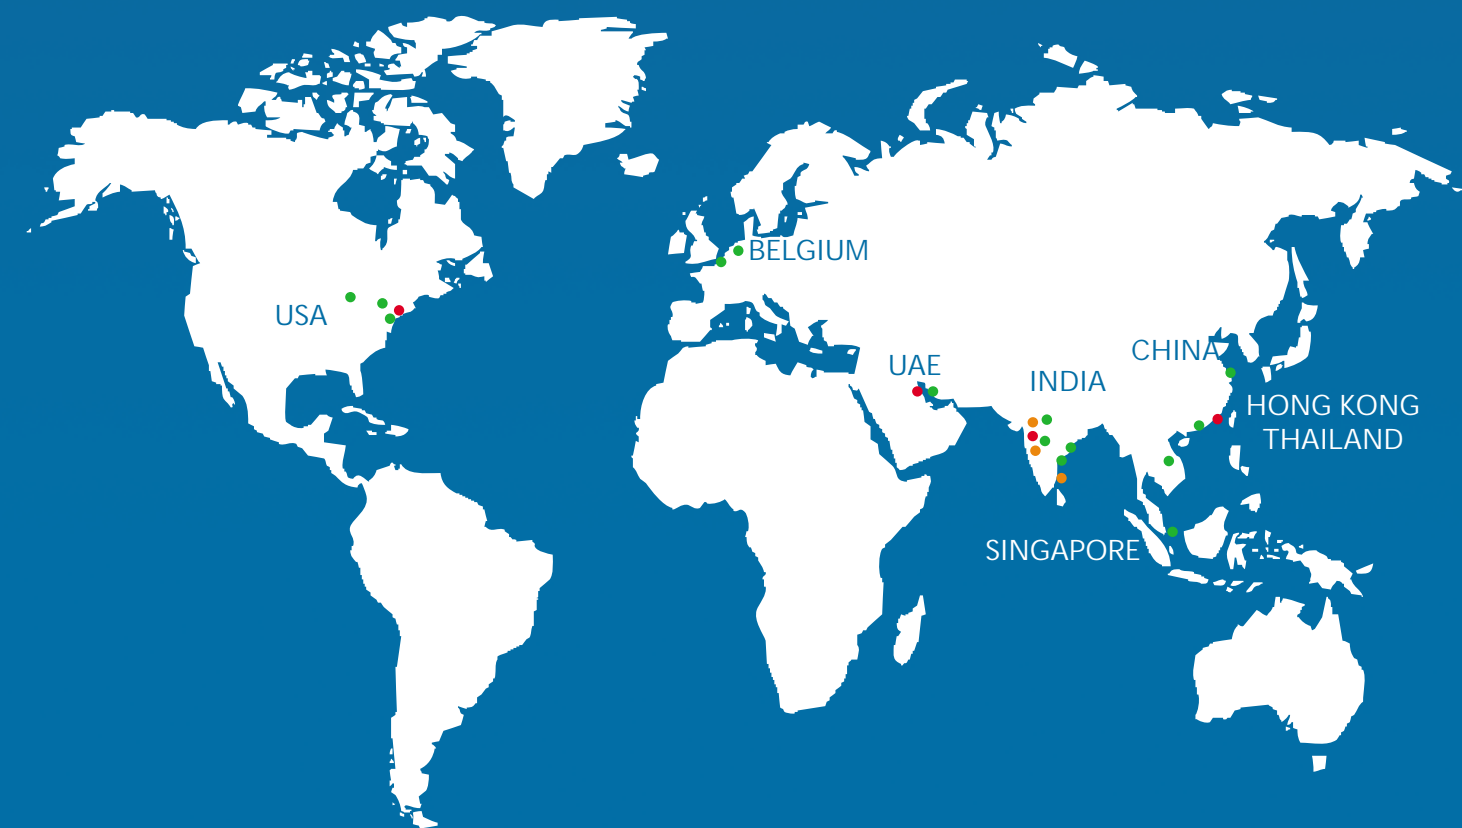 BELGIUM
USA
CHINA
UAE
INDIA
HONG KONG
THAILAND
SINGAPORE